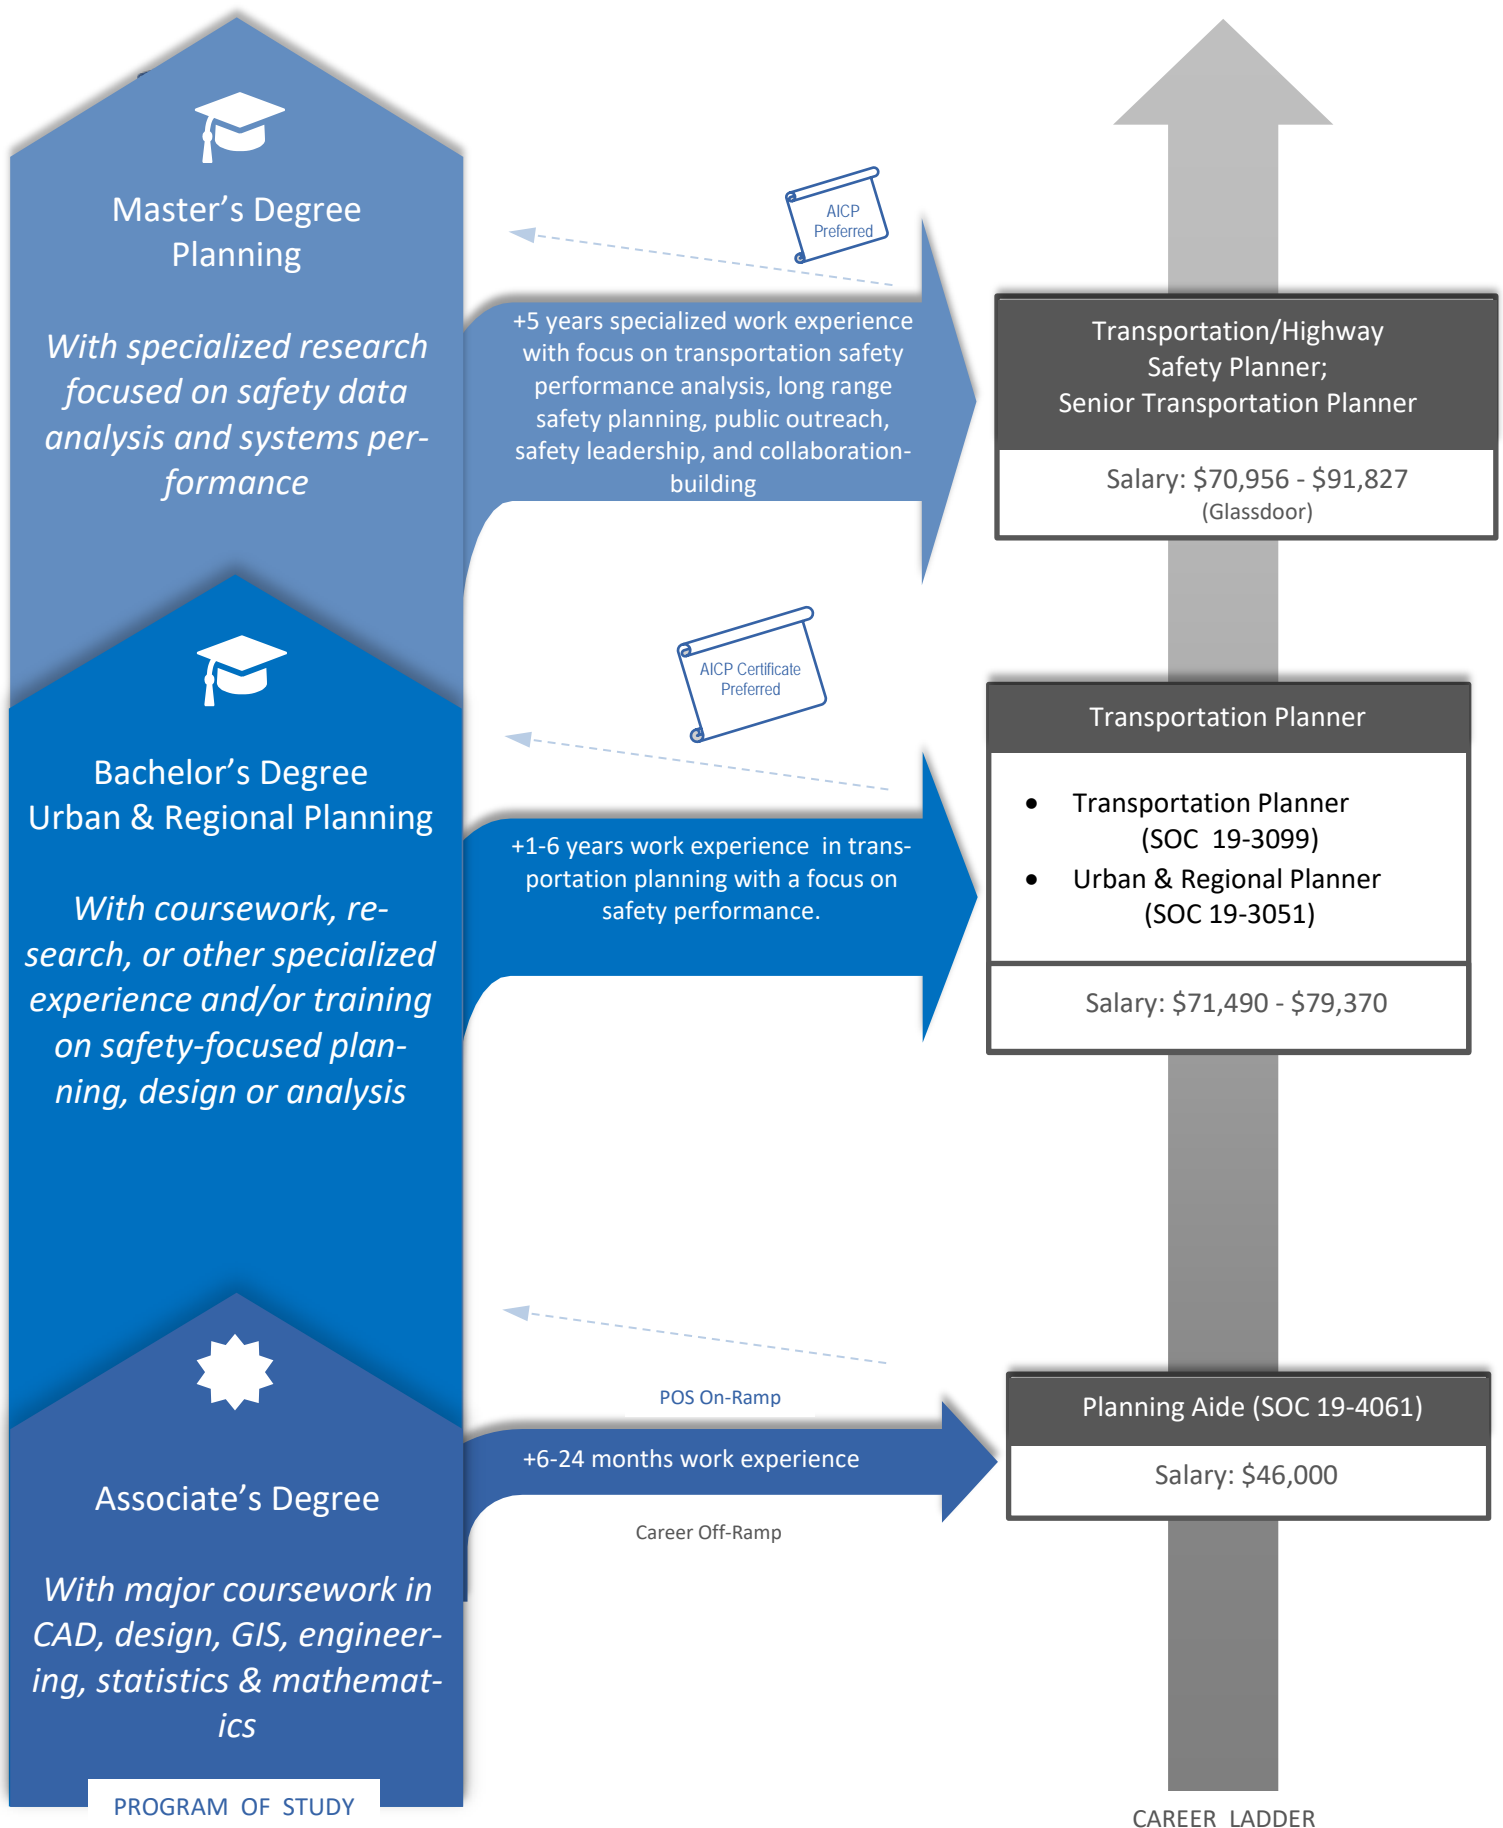 Master's Degree
Planning
With specialized research
focused on safety data
analysis and systems per-
formance
AICP
Preferred
+5 years specialized work experience
with focus on transportation safety
performance analysis, long range
safety planning, public outreach,
safety leadership, and collaboration-
building
Transportation/Highway
Safety Planner;
Senior Transportation Planner
Salary: $70,956 - $91,827
(Glassdoor)
Bachelor's Degree
Urban & Regional Planning
With coursework, re-
search, or other specialized
experience and/or training
on safety-focused plan-
ning, design or analysis
AICP Certificate
Preferred
+1-6 years work experience in trans-
portation planning with a focus on
safety performance.
Transportation Planner
• Transportation Planner
(SOC 19-3099)
• Urban & Regional Planner
(SOC 19-3051)
Salary: $71,490 - $79,370
Associate's Degree
With major coursework in
CAD, design, GIS, engineer-
ing, statistics & mathemat-
ics
POS On-Ramp
+6-24 months work experience
Career Off-Ramp
Planning Aide (SOC 19-4061)
Salary: $46,000
PROGRAM OF STUDY
CAREER LADDER